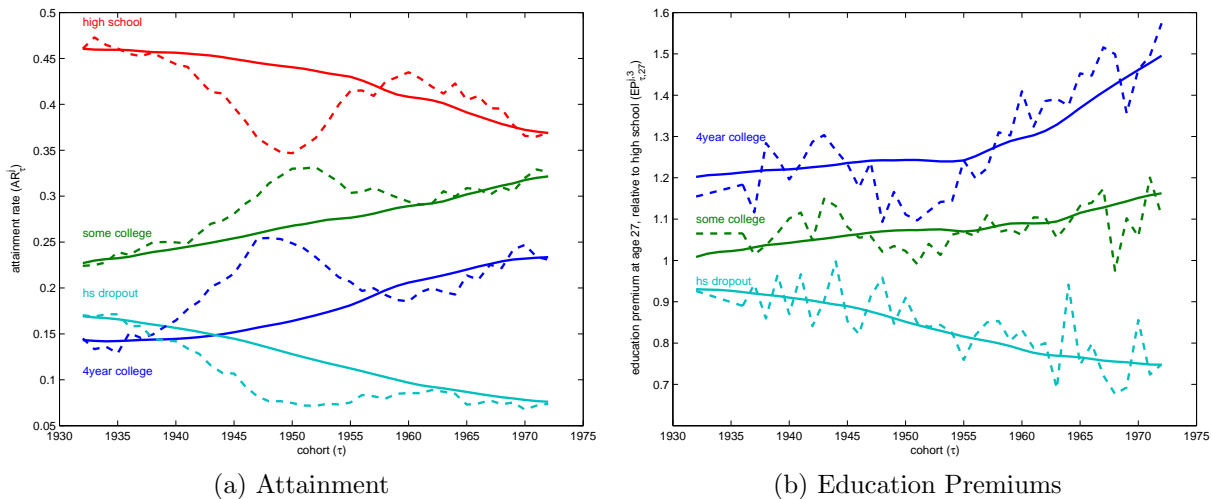 0.5
0.45
0.4
0.35
0.3
0.25
0.2
0.15
0.1
0.05
attainment rate (AR^j_τ)
high school
some college
hs dropout
4year college
1930 1935 1940 1945 1950 1955 1960 1965 1970 1975
cohort (τ)
(a) Attainment
1.6
1.5
1.4
1.3
1.2
1.1
1
0.9
0.8
0.7
education premium at age 27, relative to high school (EP^{j,3}_{τ,27})
4year college
some college
hs dropout
1930 1935 1940 1945 1950 1955 1960 1965 1970 1975
cohort (τ)
(b) Education Premiums